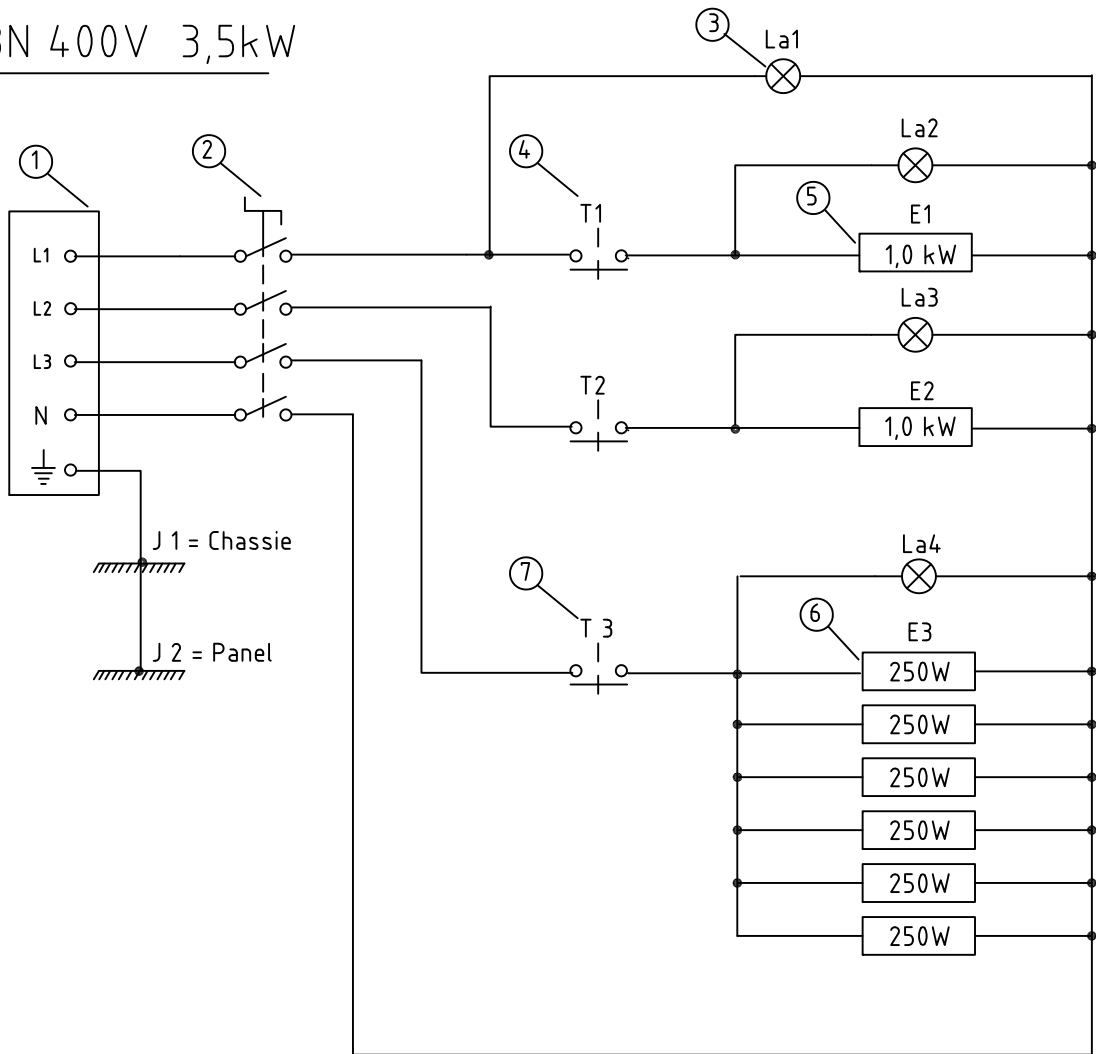 3N 400V 3,5kW
3
La1
1
2
4
La2
T1
5
E1
1,0 kW
L1
L2
L3
N
La3
T2
E2
1,0 kW
J 1 = Chassie
J 2 = Panel
7
La4
T 3
6
E3
250W
250W
250W
250W
250W
250W